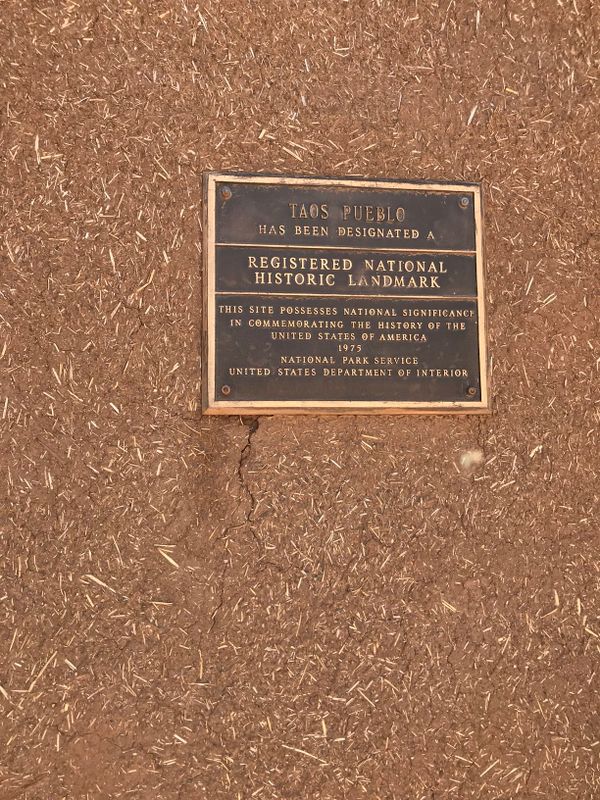 TAOS PUEBLO
HAS BEEN DESIGNATED A
REGISTERED NATIONAL
HISTORIC LANDMARK
THIS SITE POSSESSES NATIONAL SIGNIFICANCE
IN COMMEMORATING THE HISTORY OF THE
UNITED STATES OF AMERICA
1975
NATIONAL PARK SERVICE
UNITED STATES DEPARTMENT OF INTERIOR